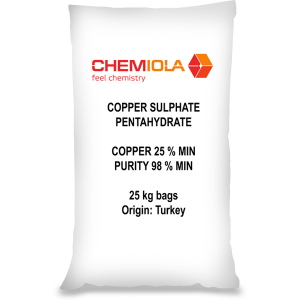 CHEMIOLA
feel chemistry
COPPER SULPHATE
PENTAHYDRATE
COPPER 25 % MIN
PURITY 98 % MIN
25 kg bags
Origin: Turkey